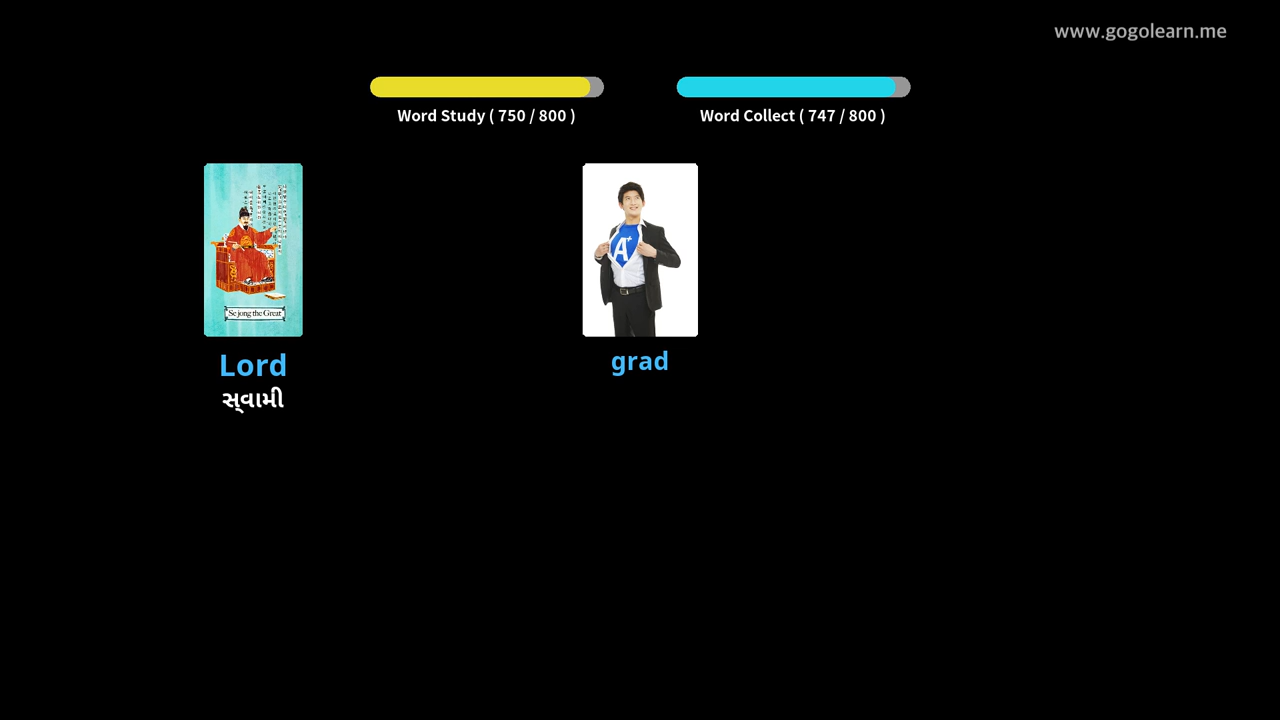 www.gogolearn.me
Word Study ( 750 / 800 )
Word Collect ( 747 / 800 )
Se jong the Great
A+
Lord
સ્વામી
grad